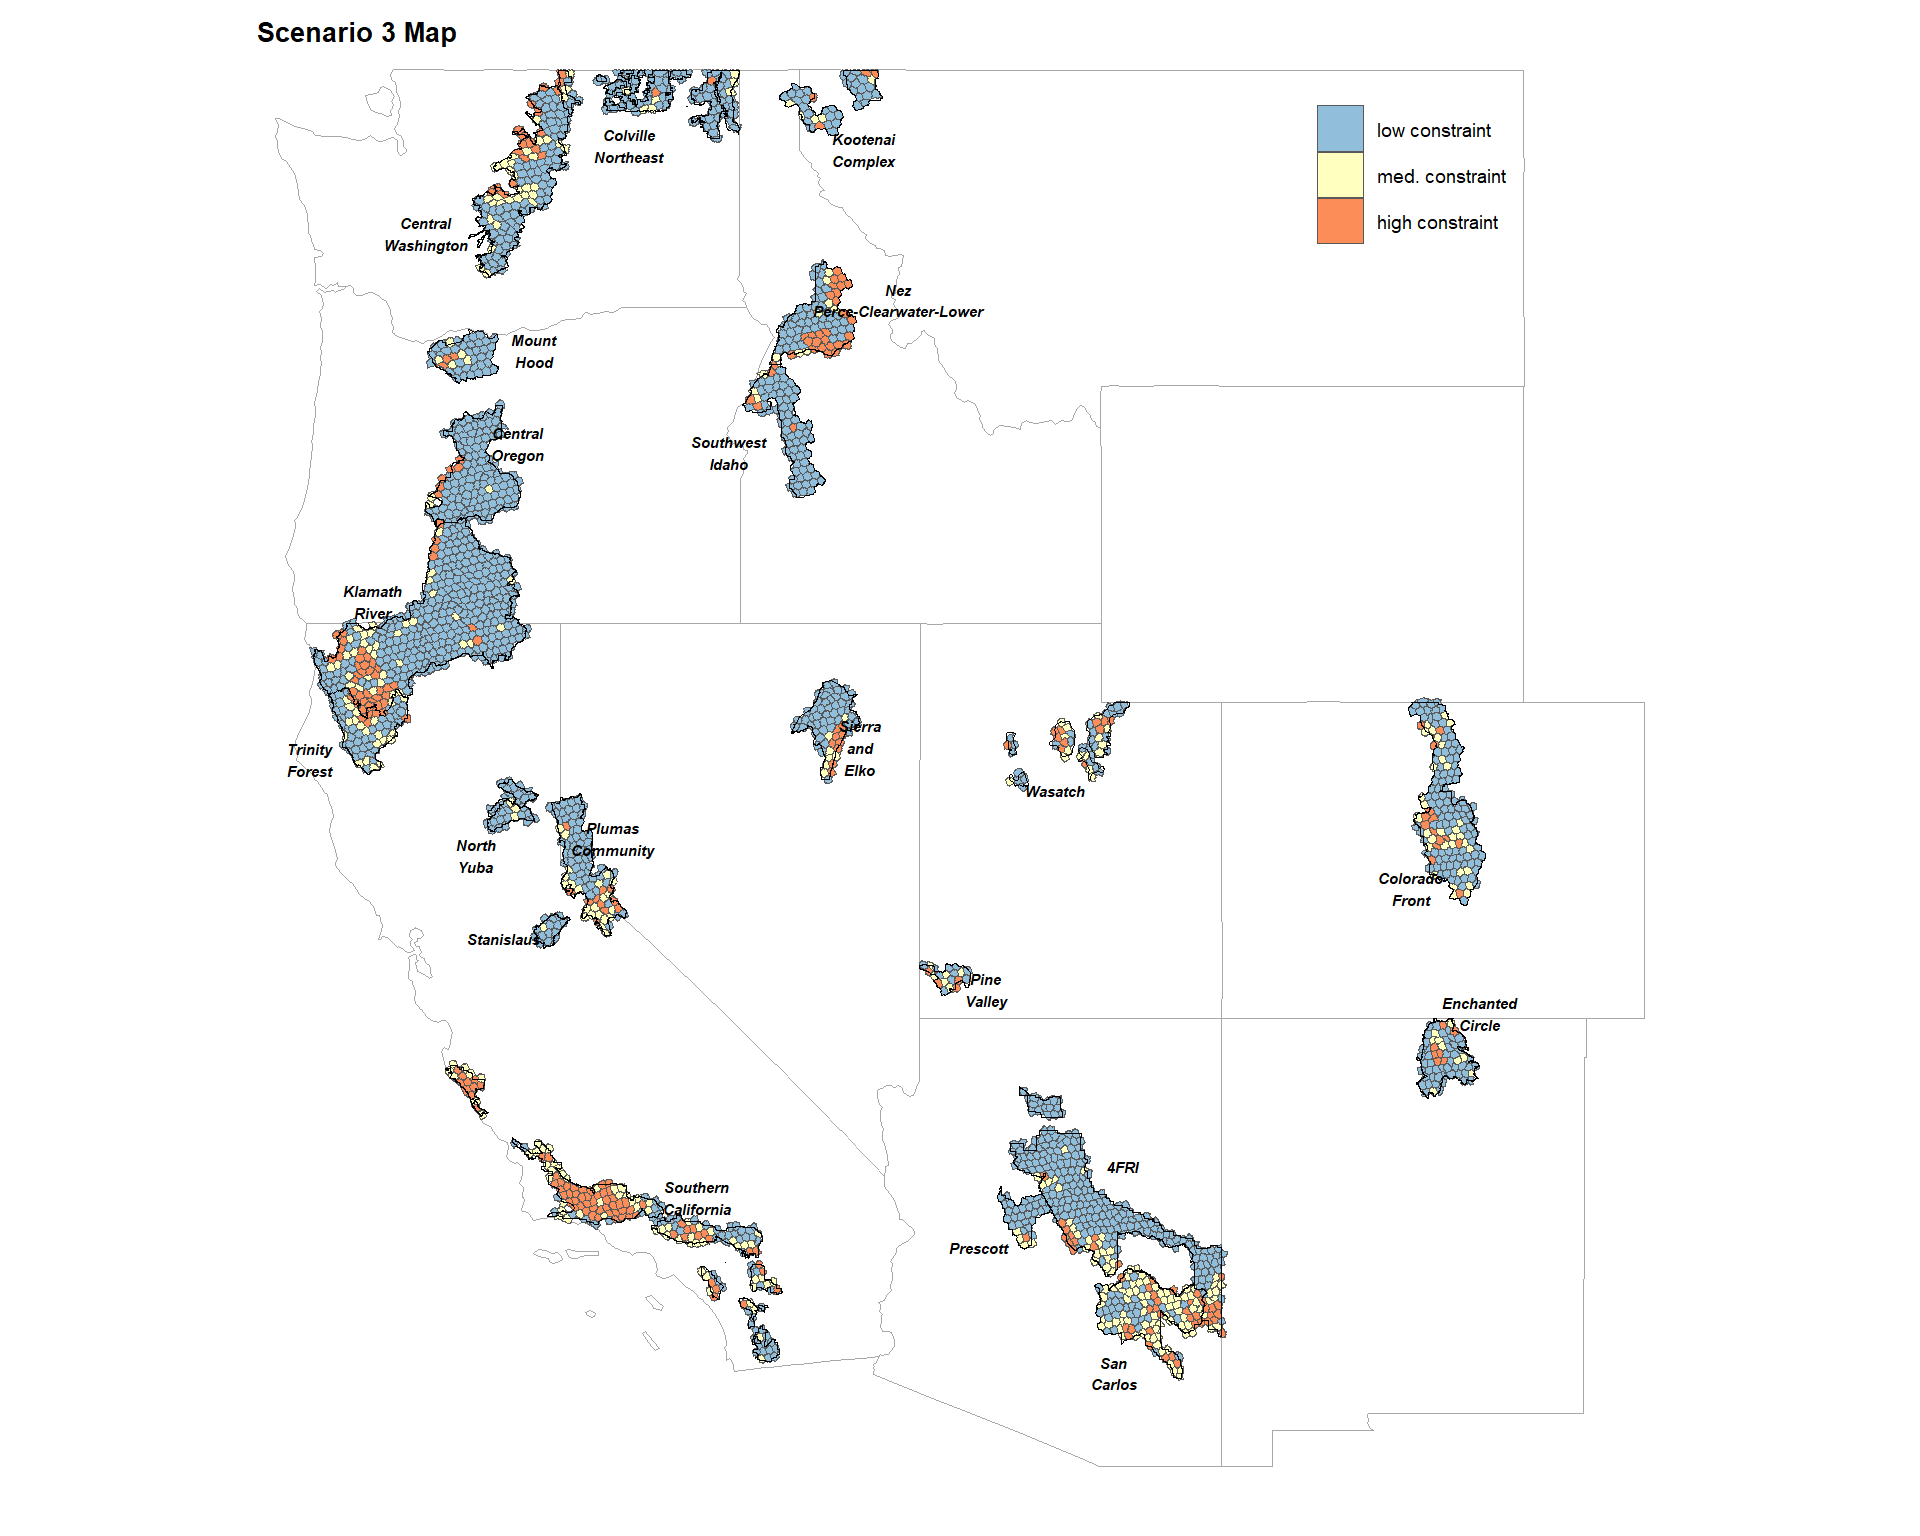 Scenario 3 Map
low constraint
med. constraint
high constraint
Colville
Northeast
Kootenai
Complex
Central
Washington
Nez
Perce-Clearwater-Lower
Mount
Hood
Central
Oregon
Southwest
Idaho
Klamath
River
Trinity
Forest
Sierra
and
Elko
Wasatch
North
Yuba
Plumas
Community
Colorado
Front
Stanislaus
Pine
Valley
Enchanted
Circle
4FRI
Southern
California
Prescott
San
Carlos